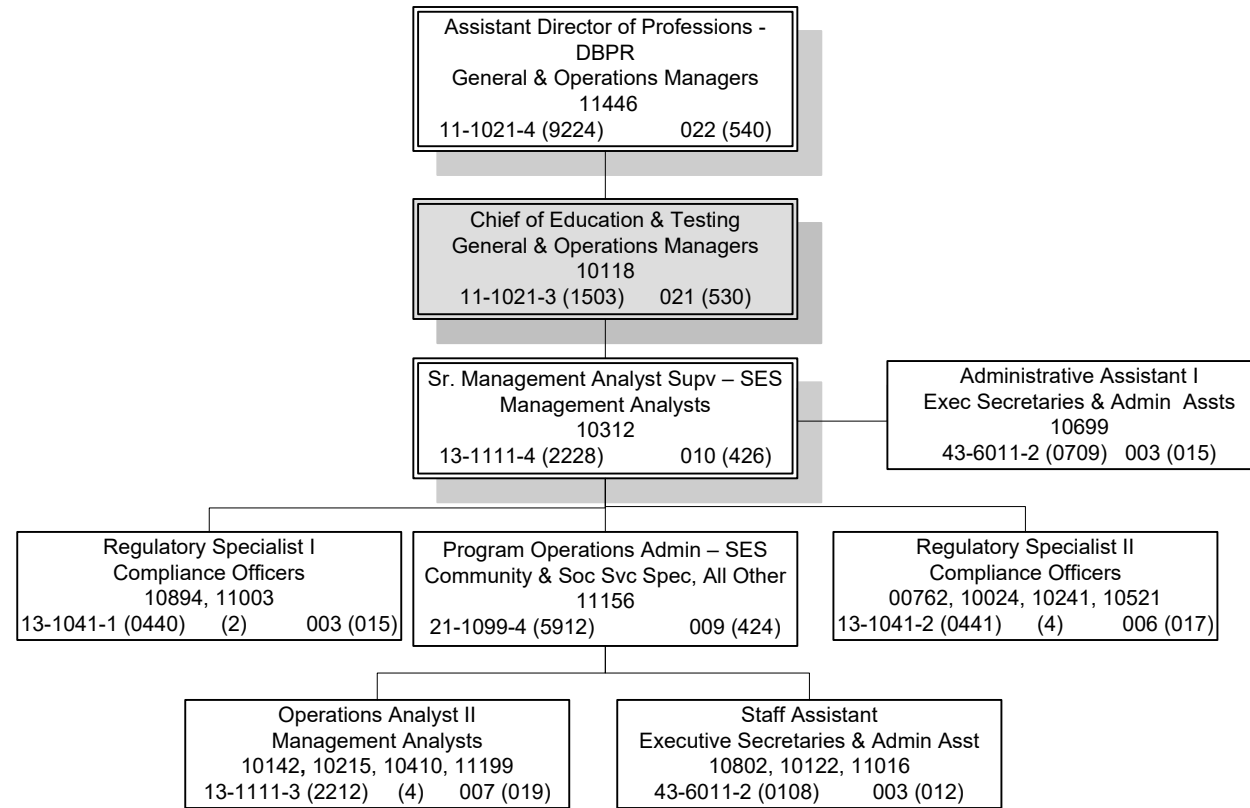 Assistant Director of Professions -
DBPR
General & Operations Managers
11446
11-1021-4 (9224) 022 (540)
Chief of Education & Testing
General & Operations Managers
10118
11-1021-3 (1503) 021 (530)
Sr. Management Analyst Supv – SES
Management Analysts
10312
13-1111-4 (2228) 010 (426)
Administrative Assistant I
Exec Secretaries & Admin Assts
10699
43-6011-2 (0709) 003 (015)
Regulatory Specialist I
Compliance Officers
10894, 11003
13-1041-1 (0440) (2) 003 (015)
Program Operations Admin – SES
Community & Soc Svc Spec, All Other
11156
21-1099-4 (5912) 009 (424)
Regulatory Specialist II
Compliance Officers
00762, 10024, 10241, 10521
13-1041-2 (0441) (4) 006 (017)
Operations Analyst II
Management Analysts
10142, 10215, 10410, 11199
13-1111-3 (2212) (4) 007 (019)
Staff Assistant
Executive Secretaries & Admin Asst
10802, 10122, 11016
43-6011-2 (0108) 003 (012)